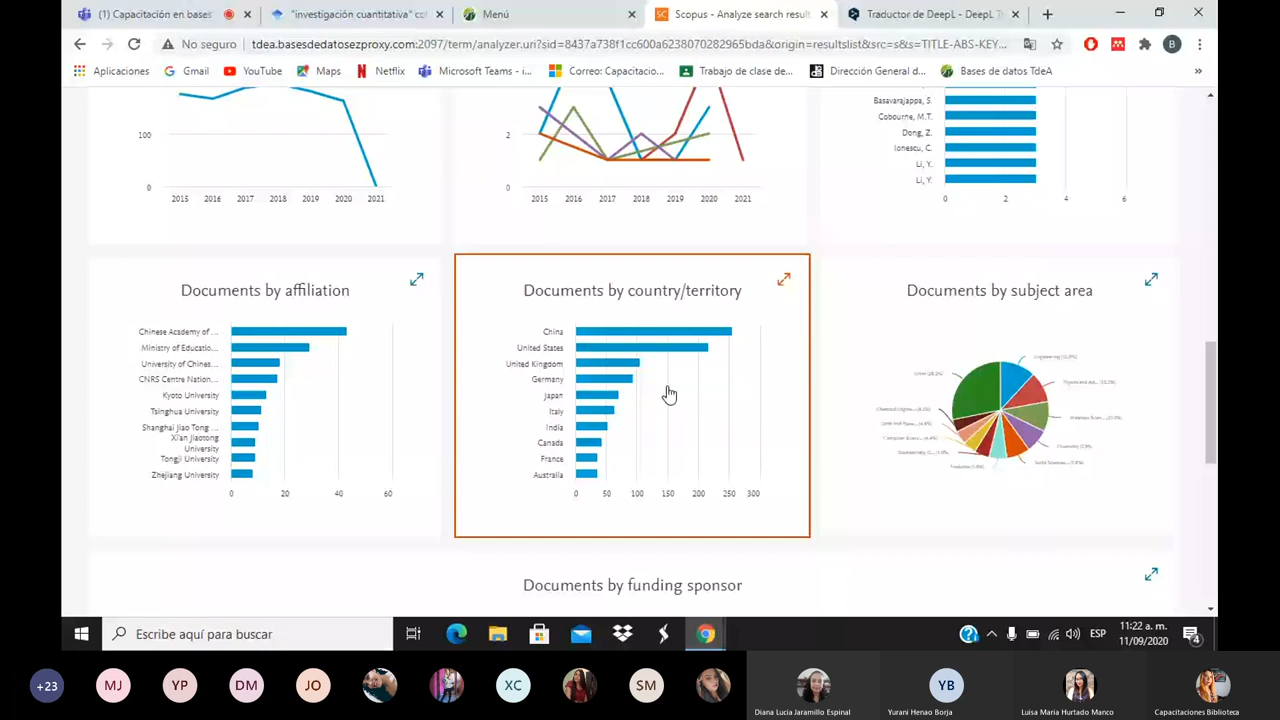 (1) Capacitación en bases
"investigación cuantitativa" col
Menú
Scopus - Analyze search result
Traductor de DeepL - DeepL T
No seguro
tdea.basesdedatosezproxy.com:2097/term/analyzer.uri?sid=8437a738f1cc600a6238070282965bda&origin=resultslist&src=s&s=TITLE-ABS-KEY...
B
Aplicaciones
Gmail
YouTube
Maps
Netflix
Microsoft Teams - i...
Correo: Capacitacio...
Trabajo de clase de...
Dirección General d...
Bases de datos TdeA
»
100
0
2015 2016 2017 2018 2019 2020 2021
2
0
2015 2016 2017 2018 2019 2020 2021
Basavarajappa, S.
Cobourne, M.T.
Dong, Z.
Ionescu, C.
Li, Y.
Li, Y.
0 2 4 6
Documents by affiliation
Chinese Academy of ...
Ministry of Educatio...
University of Chines...
CNRS Centre Nation...
Kyoto University
Tsinghua University
Shanghai Jiao Tong ...
Xi'an Jiaotong
University
Tongji University
Zhejiang University
0 20 40 60
Documents by country/territory
China
United States
United Kingdom
Germany
Japan
Italy
India
Canada
France
Australia
0 50 100 150 200 250 300
Documents by subject area
Documents by funding sponsor
Escribe aquí para buscar
ESP
11:22 a. m.
11/09/2020
4
+23
MJ
YP
DM
JO
XC
SM
YB
Diana Lucia Jaramillo Espinal
Yurani Henao Borja
Luisa Maria Hurtado Manco
Capacitaciones Biblioteca